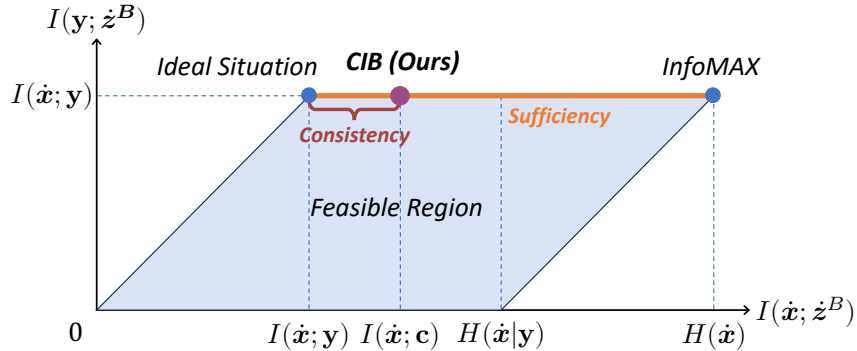 I(y; ż^B)
Ideal Situation
CIB (Ours)
InfoMAX
I(ẋ; y)
Consistency
Sufficiency
Feasible Region
I(ẋ; ż^B)
0
I(ẋ; y)
I(ẋ; c)
H(ẋ|y)
H(ẋ)